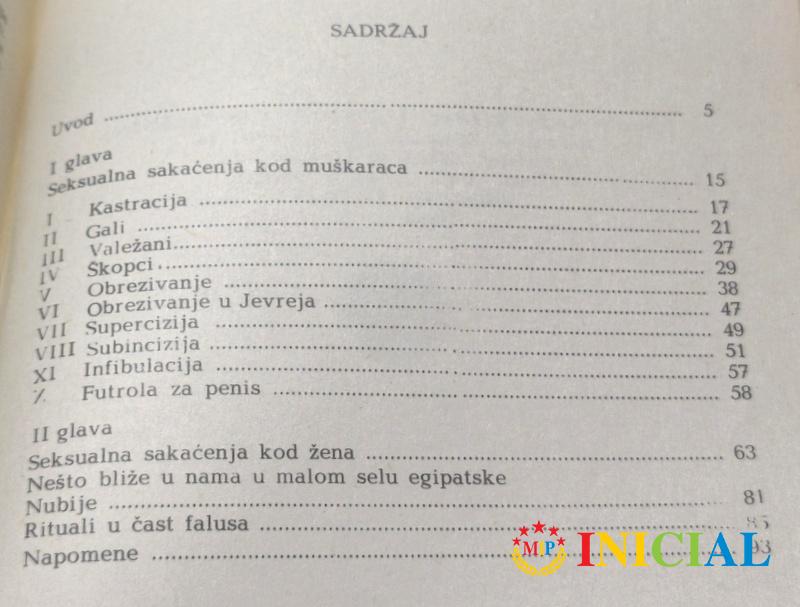 SADRŽAJ
Uvod ........ 5
I glava
Seksualna sakaćenja kod muškaraca ........ 15
I Kastracija ........ 17
II Gali ........ 21
III Valežani ........ 27
IV Škopci ........ 29
V Obrezivanje ........ 38
VI Obrezivanje u Jevreja ........ 47
VII Supercizija ........ 49
VIII Subincizija ........ 51
XI Infibulacija ........ 57
X Futrola za penis ........ 58
II glava
Seksualna sakaćenja kod žena ........ 63
Nešto bliže u nama u malom selu egipatske
Nubije ........ 81
Rituali u čast falusa ........ 85
Napomene ........ 93
MIP INICIAL